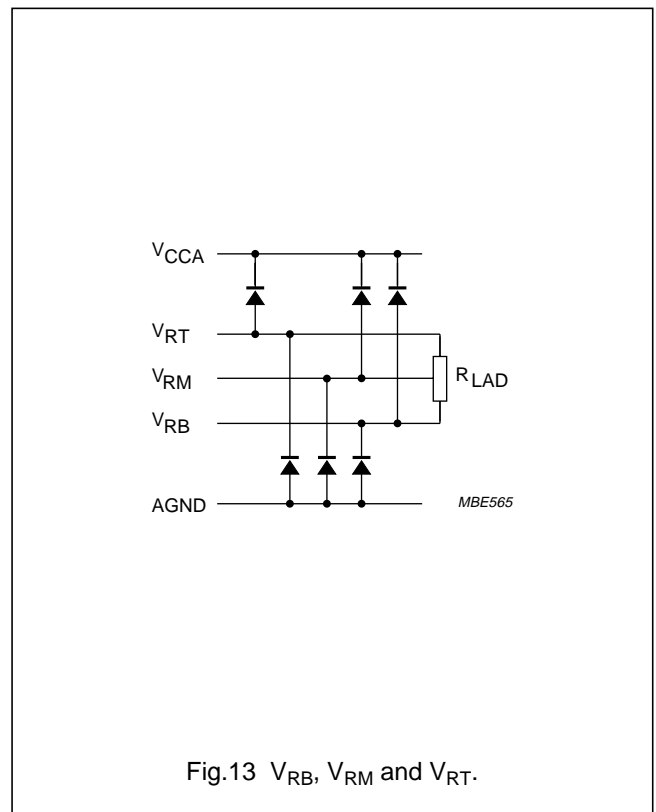 VCCA
VRT
VRM
RLAD
VRB
AGND
MBE565
Fig.13 VRB, VRM and VRT.